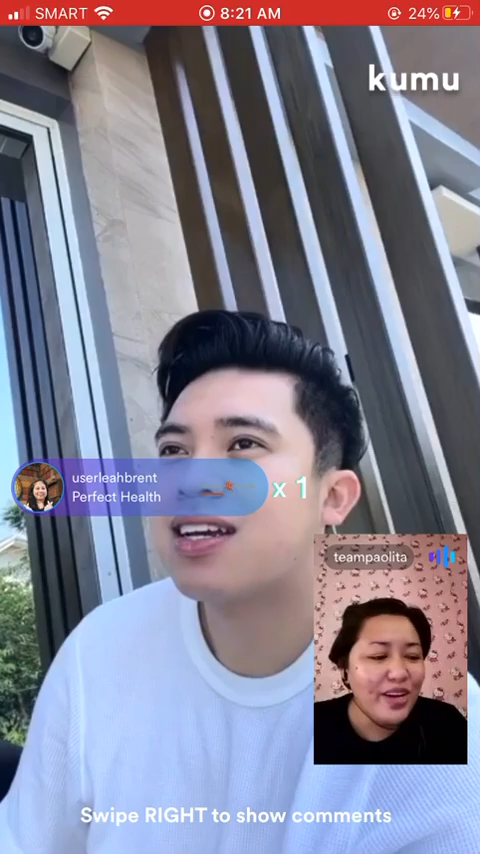 SMART
8:21 AM
24%
kumu
userleahbrent
Perfect Health
x 1
teampaolita
Swipe RIGHT to show comments